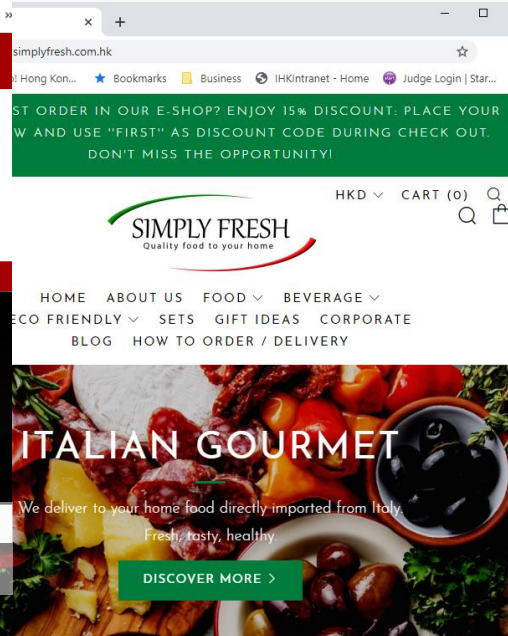 »
× +
simplyfresh.com.hk
o! Hong Kon... Bookmarks Business IHKIntranet - Home Judge Login | Star...
ST ORDER IN OUR E-SHOP? ENJOY 15% DISCOUNT: PLACE YOUR
W AND USE "FIRST" AS DISCOUNT CODE DURING CHECK OUT.
DON'T MISS THE OPPORTUNITY!
HKD CART (0)
SIMPLY FRESH
Quality food to your home
HOME ABOUT US FOOD BEVERAGE
ECO FRIENDLY SETS GIFT IDEAS CORPORATE
BLOG HOW TO ORDER / DELIVERY
ITALIAN GOURMET
We deliver to your home food directly imported from Italy.
Fresh, tasty, healthy.
DISCOVER MORE >